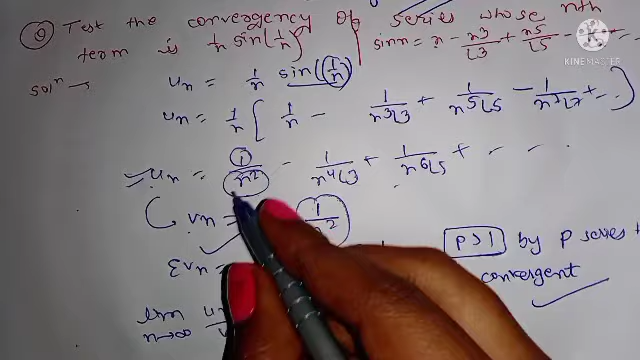 Q Test the convergency of series whose nth
term is 1/n sin(1/n) sin n = n - n3/L3 + n5/L5 - ...
KINEMASTER
Solⁿ → un = 1/n sin(1/n)
un = 1/n [ 1/n - 1/n³L3 + 1/n⁵L5 - 1/n⁷L7 + ...)
un = 1/n² - 1/n⁴L3 + 1/n⁶L5 + - - .
vn = 1/n²
P>1 by P series
Σvn =
convergent
lim n→∞